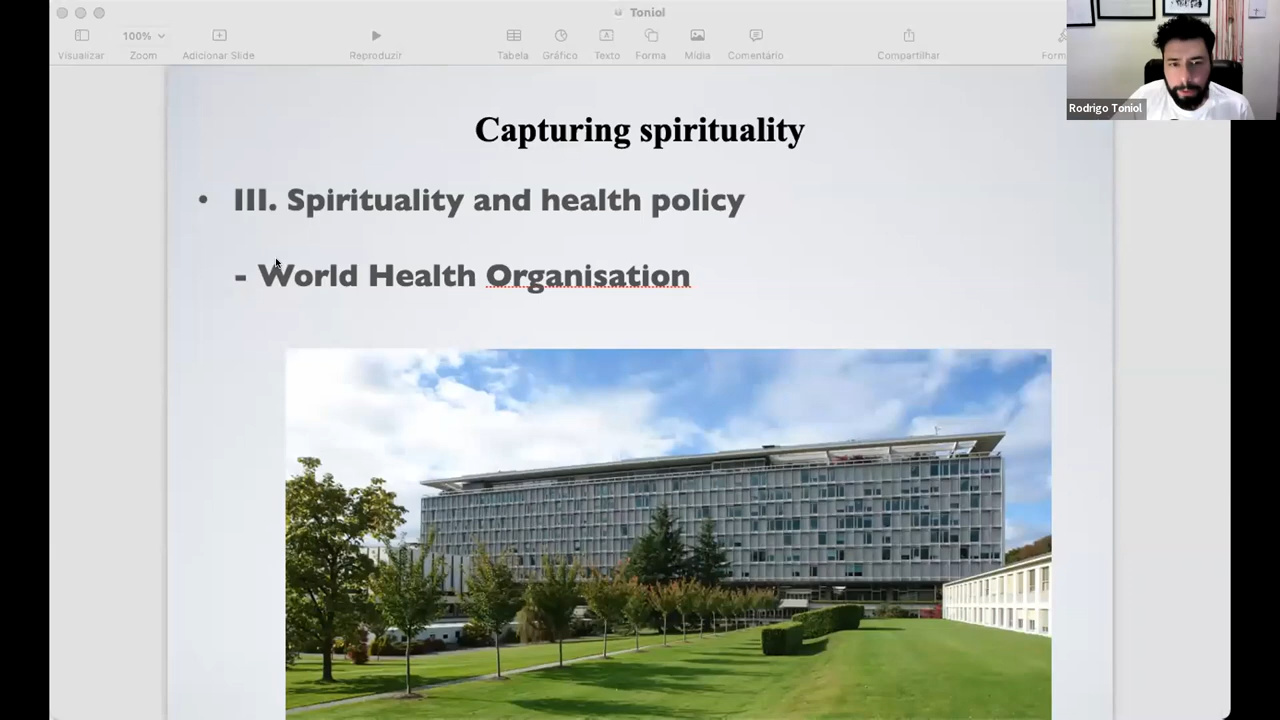 Toniol
100%
Visualizar
Zoom
Adicionar Slide
Reproduzir
Tabela
Gráfico
Texto
Forma
Mídia
Comentário
Compartilhar
Form
Rodrigo Toniol
Capturing spirituality
• III. Spirituality and health policy
- World Health Organisation